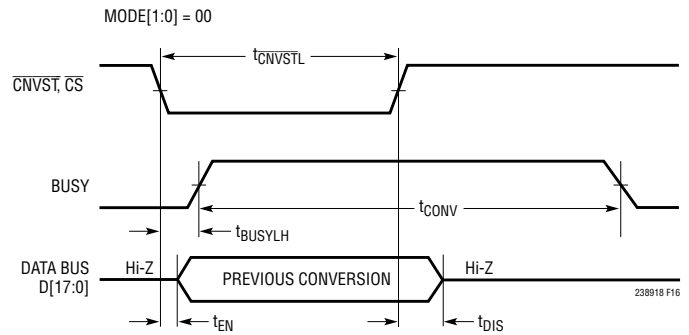 MODE[1:0] = 00
tCNVSTL
CNVST, CS
BUSY
tCONV
tBUSYLH
DATA BUS
D[17:0]
Hi-Z
PREVIOUS CONVERSION
Hi-Z
238918 F16
tEN
tDIS